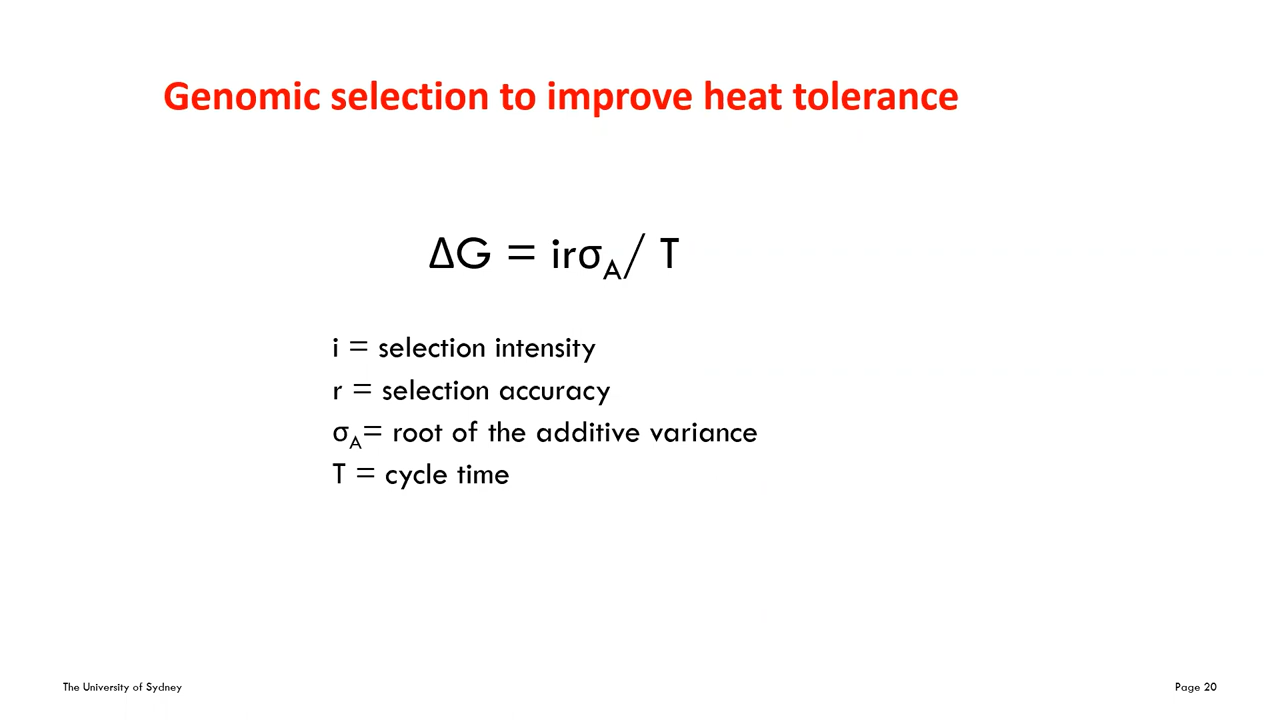 Genomic selection to improve heat tolerance
ΔG = irσA/ T
i = selection intensity
r = selection accuracy
σA= root of the additive variance
T = cycle time
The University of Sydney
Page 20